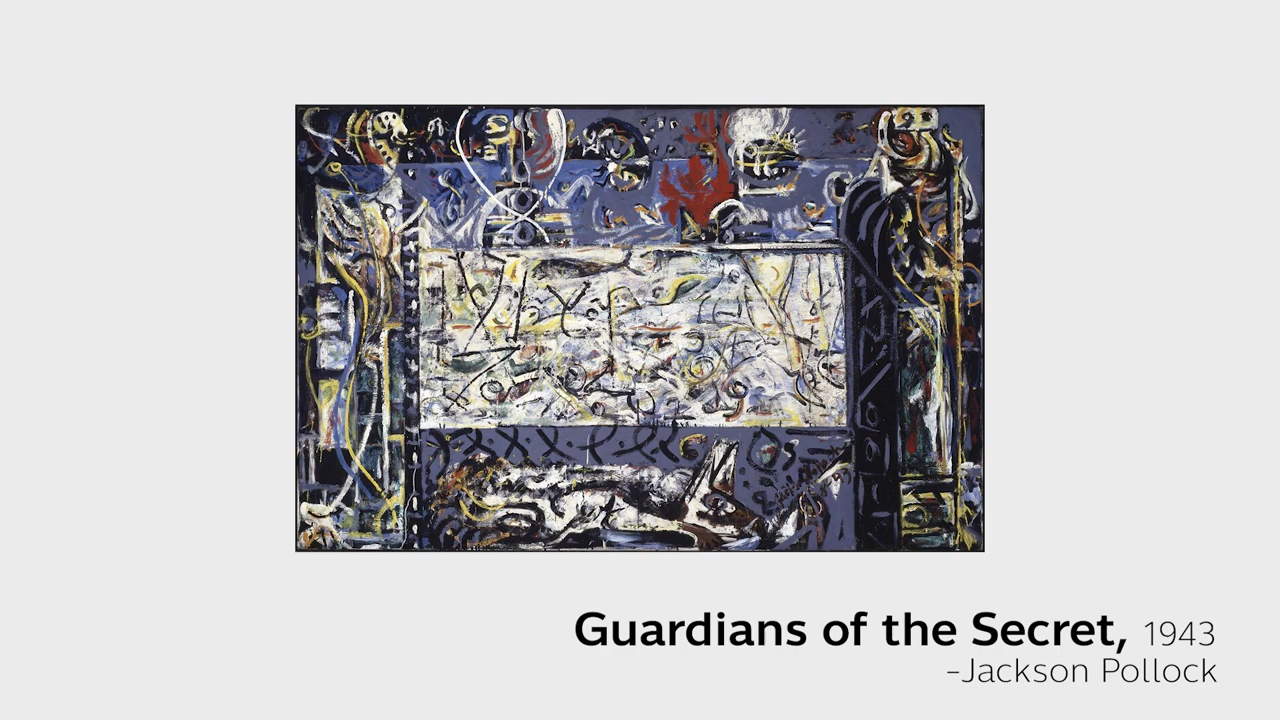 Guardians of the Secret, 1943
–Jackson Pollock